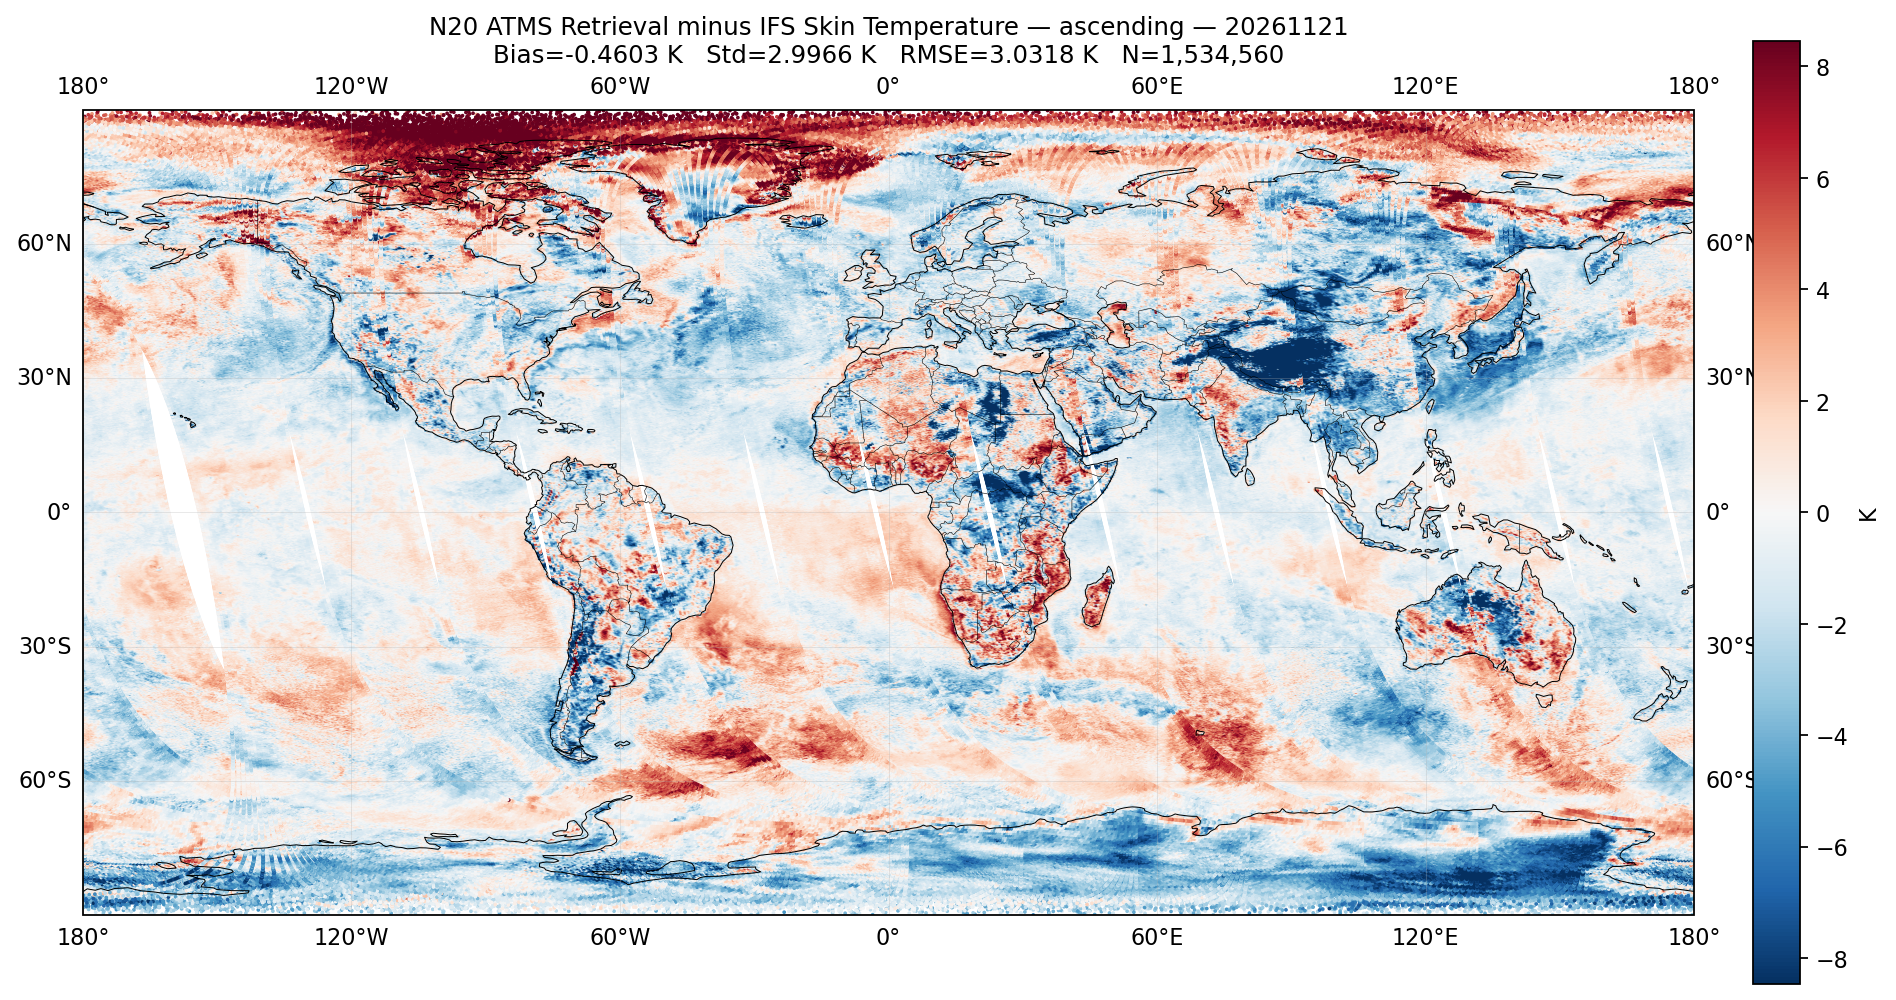 N20 ATMS Retrieval minus IFS Skin Temperature — ascending — 20261121
Bias=-0.4603 K   Std=2.9966 K   RMSE=3.0318 K   N=1,534,560
180° 120°W 60°W 0° 60°E 120°E 180°
60°N 60°N
30°N 30°N
0° 0°
30°S 30°S
60°S 60°S
180° 120°W 60°W 0° 60°E 120°E 180°
8
6
4
2
0
−2
−4
−6
−8
K